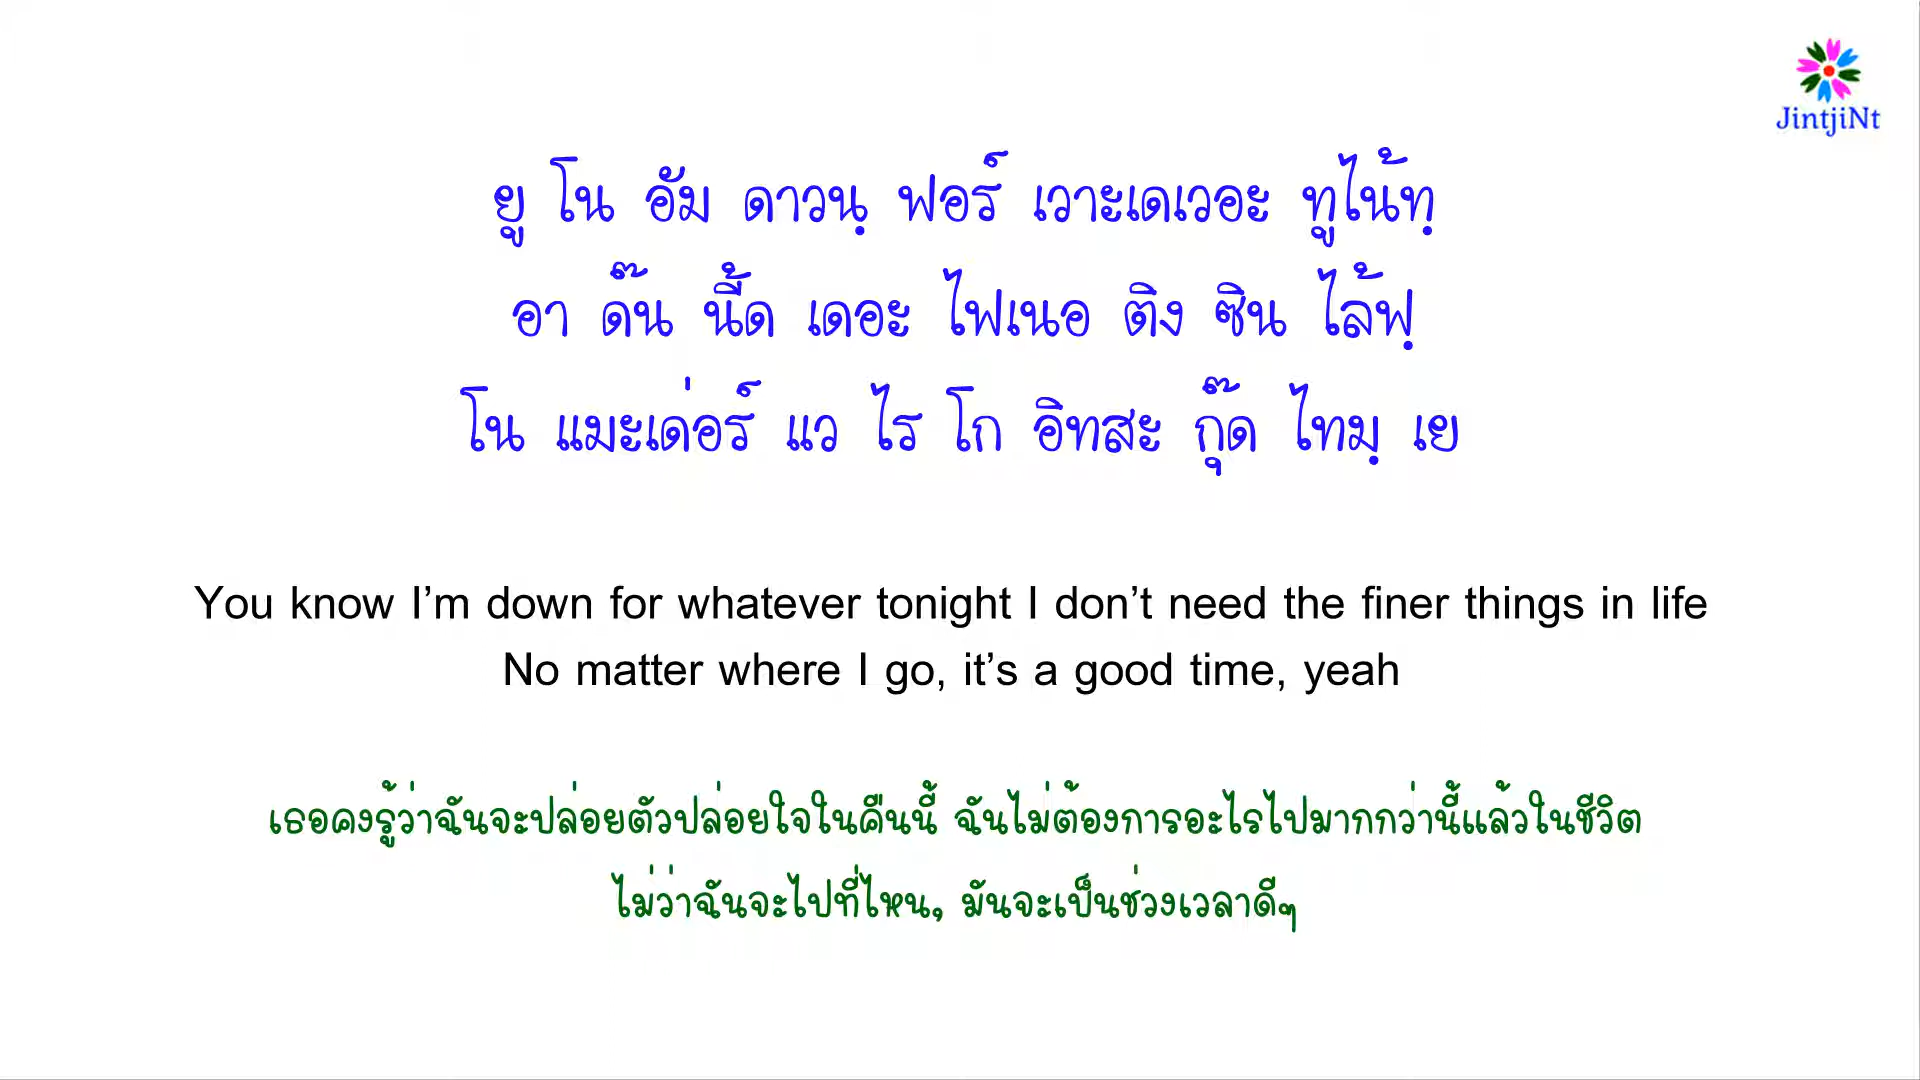 JintjiNt
ยู โน อัม ดาวนฺ ฟอร์ เวาะเดเวอะ ทูไน้ทฺ
อา ด๊น นี้ด เดอะ ไฟเนอ ติง ซิน ไล้ฟฺ
โน แมะเด่อร์ แว ไร โก อิทสะ กุ๊ด ไทมฺ เย
You know I’m down for whatever tonight I don’t need the finer things in life
No matter where I go, it’s a good time, yeah
เธอคงรู้ว่าฉันจะปล่อยตัวปล่อยใจในคืนนี้ ฉันไม่ต้องการอะไรไปมากกว่านี้แล้วในชีวิต
ไม่ว่าฉันจะไปที่ไหน, มันจะเป็นช่วงเวลาดีๆ